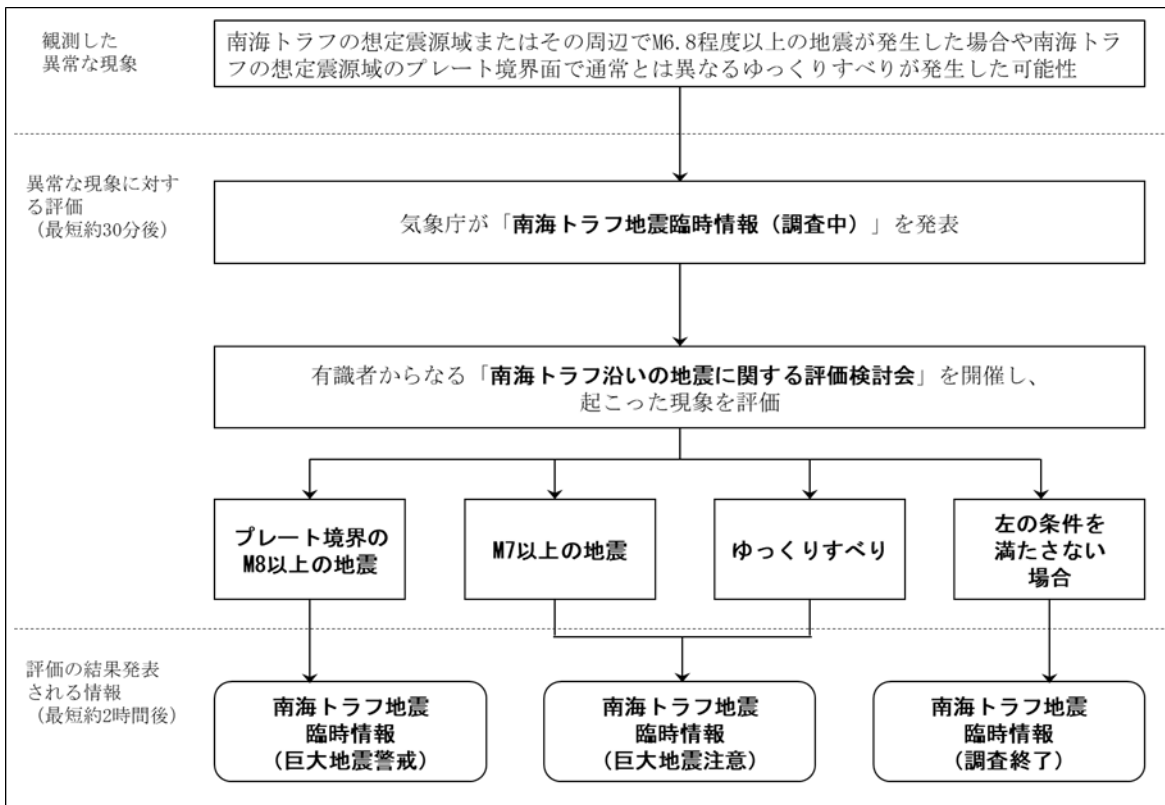 観測した
異常な現象
南海トラフの想定震源域またはその周辺でM6.8程度以上の地震が発生した場合や南海トラ
フの想定震源域のプレート境界面で通常とは異なるゆっくりすべりが発生した可能性
異常な現象に対す
る評価
（最短約30分後）
気象庁が「南海トラフ地震臨時情報（調査中）」を発表
有識者からなる「南海トラフ沿いの地震に関する評価検討会」を開催し、
起こった現象を評価
プレート境界の
M8以上の地震
M7以上の地震
ゆっくりすべり
左の条件を
満たさない
場合
評価の結果発表
される情報
（最短約2時間後）
南海トラフ地震
臨時情報
（巨大地震警戒）
南海トラフ地震
臨時情報
（巨大地震注意）
南海トラフ地震
臨時情報
（調査終了）